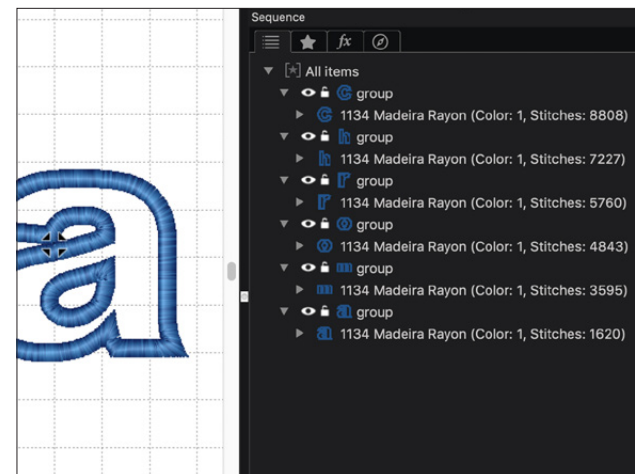 Sequence
fx
[*] All items
group
1134 Madeira Rayon (Color: 1, Stitches: 8808)
group
1134 Madeira Rayon (Color: 1, Stitches: 7227)
group
1134 Madeira Rayon (Color: 1, Stitches: 5760)
group
1134 Madeira Rayon (Color: 1, Stitches: 4843)
group
1134 Madeira Rayon (Color: 1, Stitches: 3595)
group
1134 Madeira Rayon (Color: 1, Stitches: 1620)
a